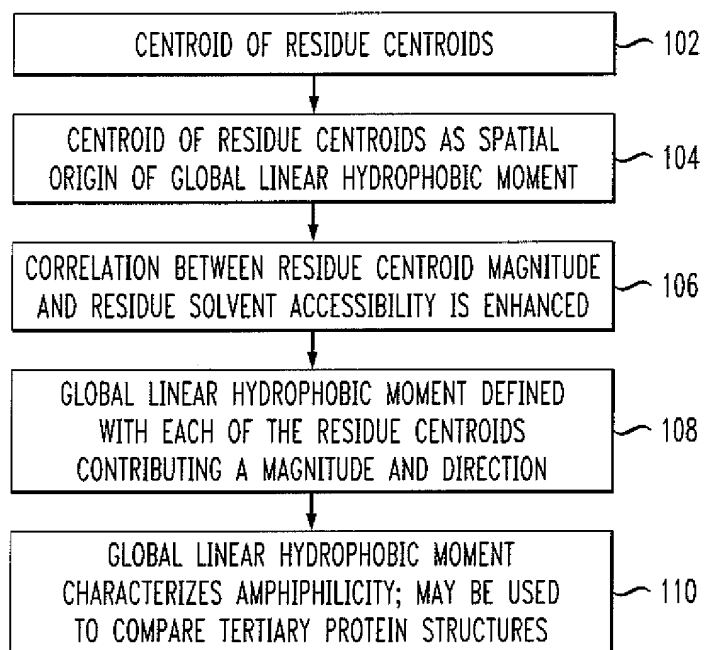 CENTROID OF RESIDUE CENTROIDS
102
CENTROID OF RESIDUE CENTROIDS AS SPATIAL
ORIGIN OF GLOBAL LINEAR HYDROPHOBIC MOMENT
104
CORRELATION BETWEEN RESIDUE CENTROID MAGNITUDE
AND RESIDUE SOLVENT ACCESSIBILITY IS ENHANCED
106
GLOBAL LINEAR HYDROPHOBIC MOMENT DEFINED
WITH EACH OF THE RESIDUE CENTROIDS
CONTRIBUTING A MAGNITUDE AND DIRECTION
108
GLOBAL LINEAR HYDROPHOBIC MOMENT
CHARACTERIZES AMPHIPHILICITY; MAY BE USED
TO COMPARE TERTIARY PROTEIN STRUCTURES
110